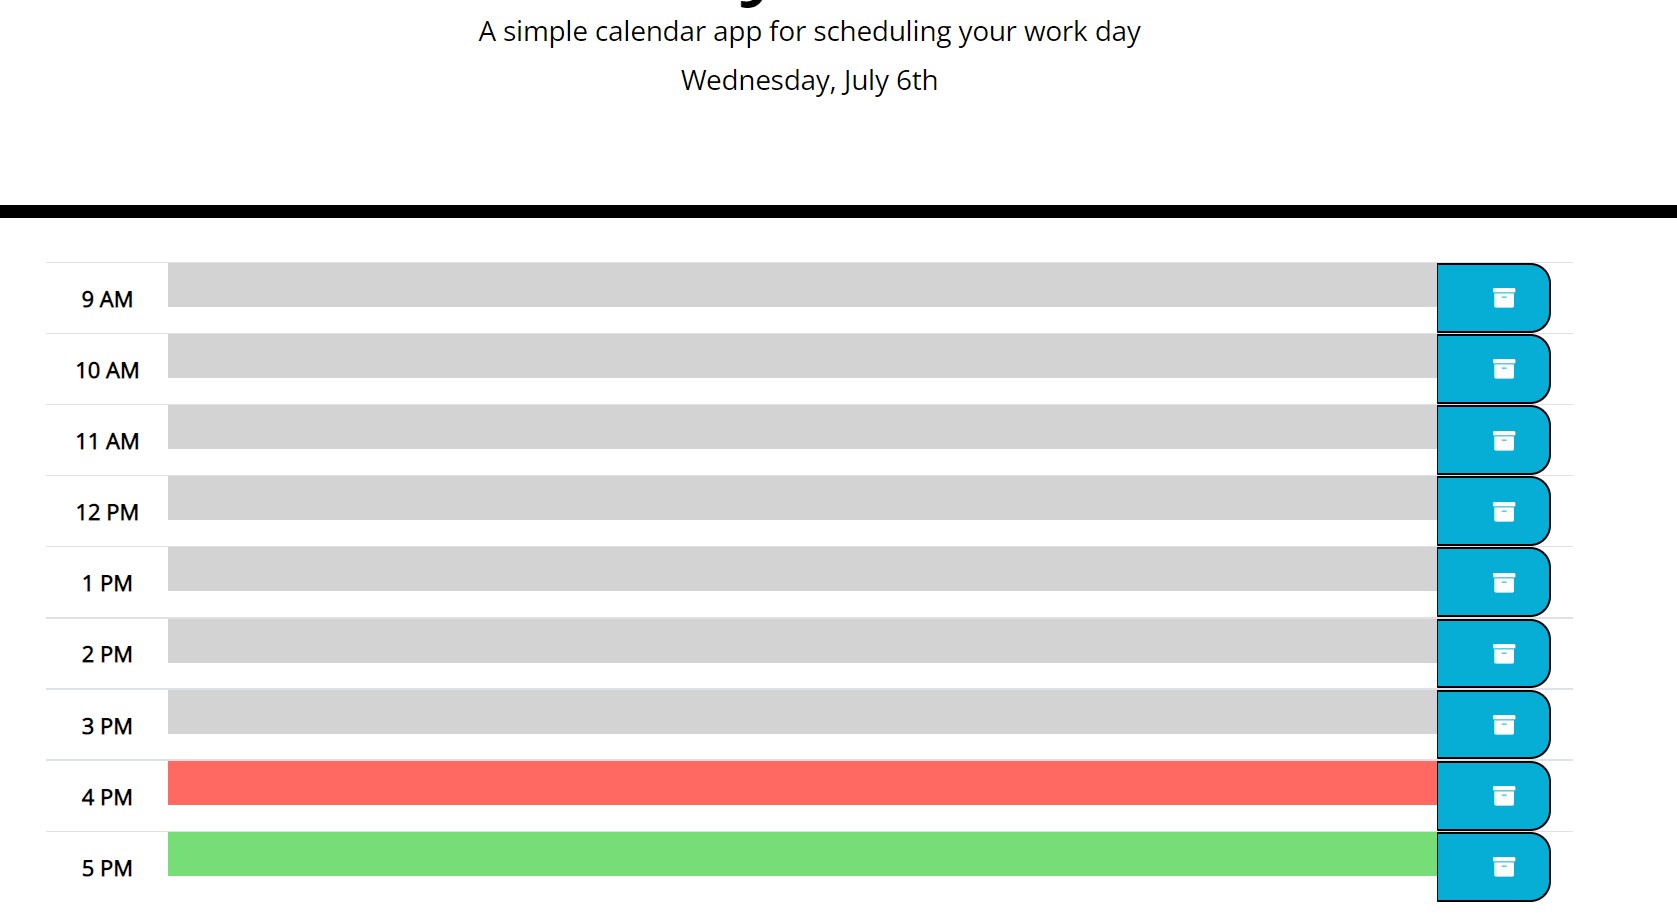 A simple calendar app for scheduling your work day
Wednesday, July 6th
9 AM
10 AM
11 AM
12 PM
1 PM
2 PM
3 PM
4 PM
5 PM